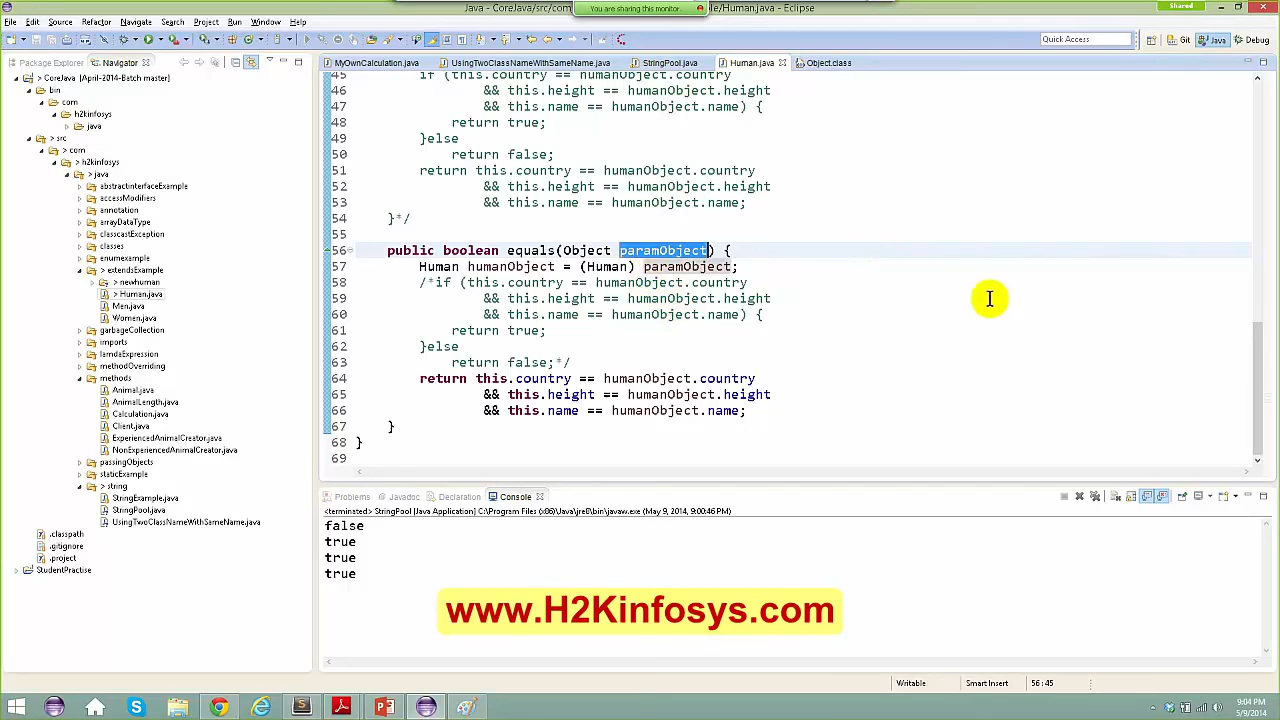 Java - CoreJava/src/com
You are sharing this monitor.
le/Human.java - Eclipse
Shared
File Edit Source Refactor Navigate Search Project Run Window Help
Quick Access
Git Java Debug
Package Explorer Navigator
MyOwnCalculation.java UsingTwoClassNameWithSameName.java StringPool.java Human.java Object.class
> CoreJava [April-2014-Batch master]
bin
com
h2kinfosys
java
> src
> com
> h2kinfosys
> java
abstractinterfaceExample
accessModifiers
annotation
arrayDataType
classcastException
classes
enumexample
> extendsExample
> newhuman
> Human.java
Men.java
Women.java
garbageCollection
imports
lamdaExpression
methodOverriding
methods
Animal.java
AnimalLength.java
Calculation.java
Client.java
ExperiencedAnimalCreator.java
NonExperiencedAnimalCreator.java
passingObjects
staticExample
> string
StringExample.java
StringPool.java
UsingTwoClassNameWithSameName.java
.classpath
.gitignore
.project
StudentPractise
45 if (this.country == humanObject.country
46 && this.height == humanObject.height
47 && this.name == humanObject.name) {
48 return true;
49 }else
50 return false;
51 return this.country == humanObject.country
52 && this.height == humanObject.height
53 && this.name == humanObject.name;
54 }*/
55
56 public boolean equals(Object paramObject) {
57 Human humanObject = (Human) paramObject;
58 /*if (this.country == humanObject.country
59 && this.height == humanObject.height
60 && this.name == humanObject.name) {
61 return true;
62 }else
63 return false;*/
64 return this.country == humanObject.country
65 && this.height == humanObject.height
66 && this.name == humanObject.name;
67 }
68 }
69
Problems Javadoc Declaration Console
<terminated> StringPool [Java Application] C:\Program Files (x86)\Java\jre8\bin\javaw.exe (May 9, 2014, 9:00:46 PM)
false
true
true
true
www.H2Kinfosys.com
Writable Smart Insert 56:45
9:04 PM
5/9/2014